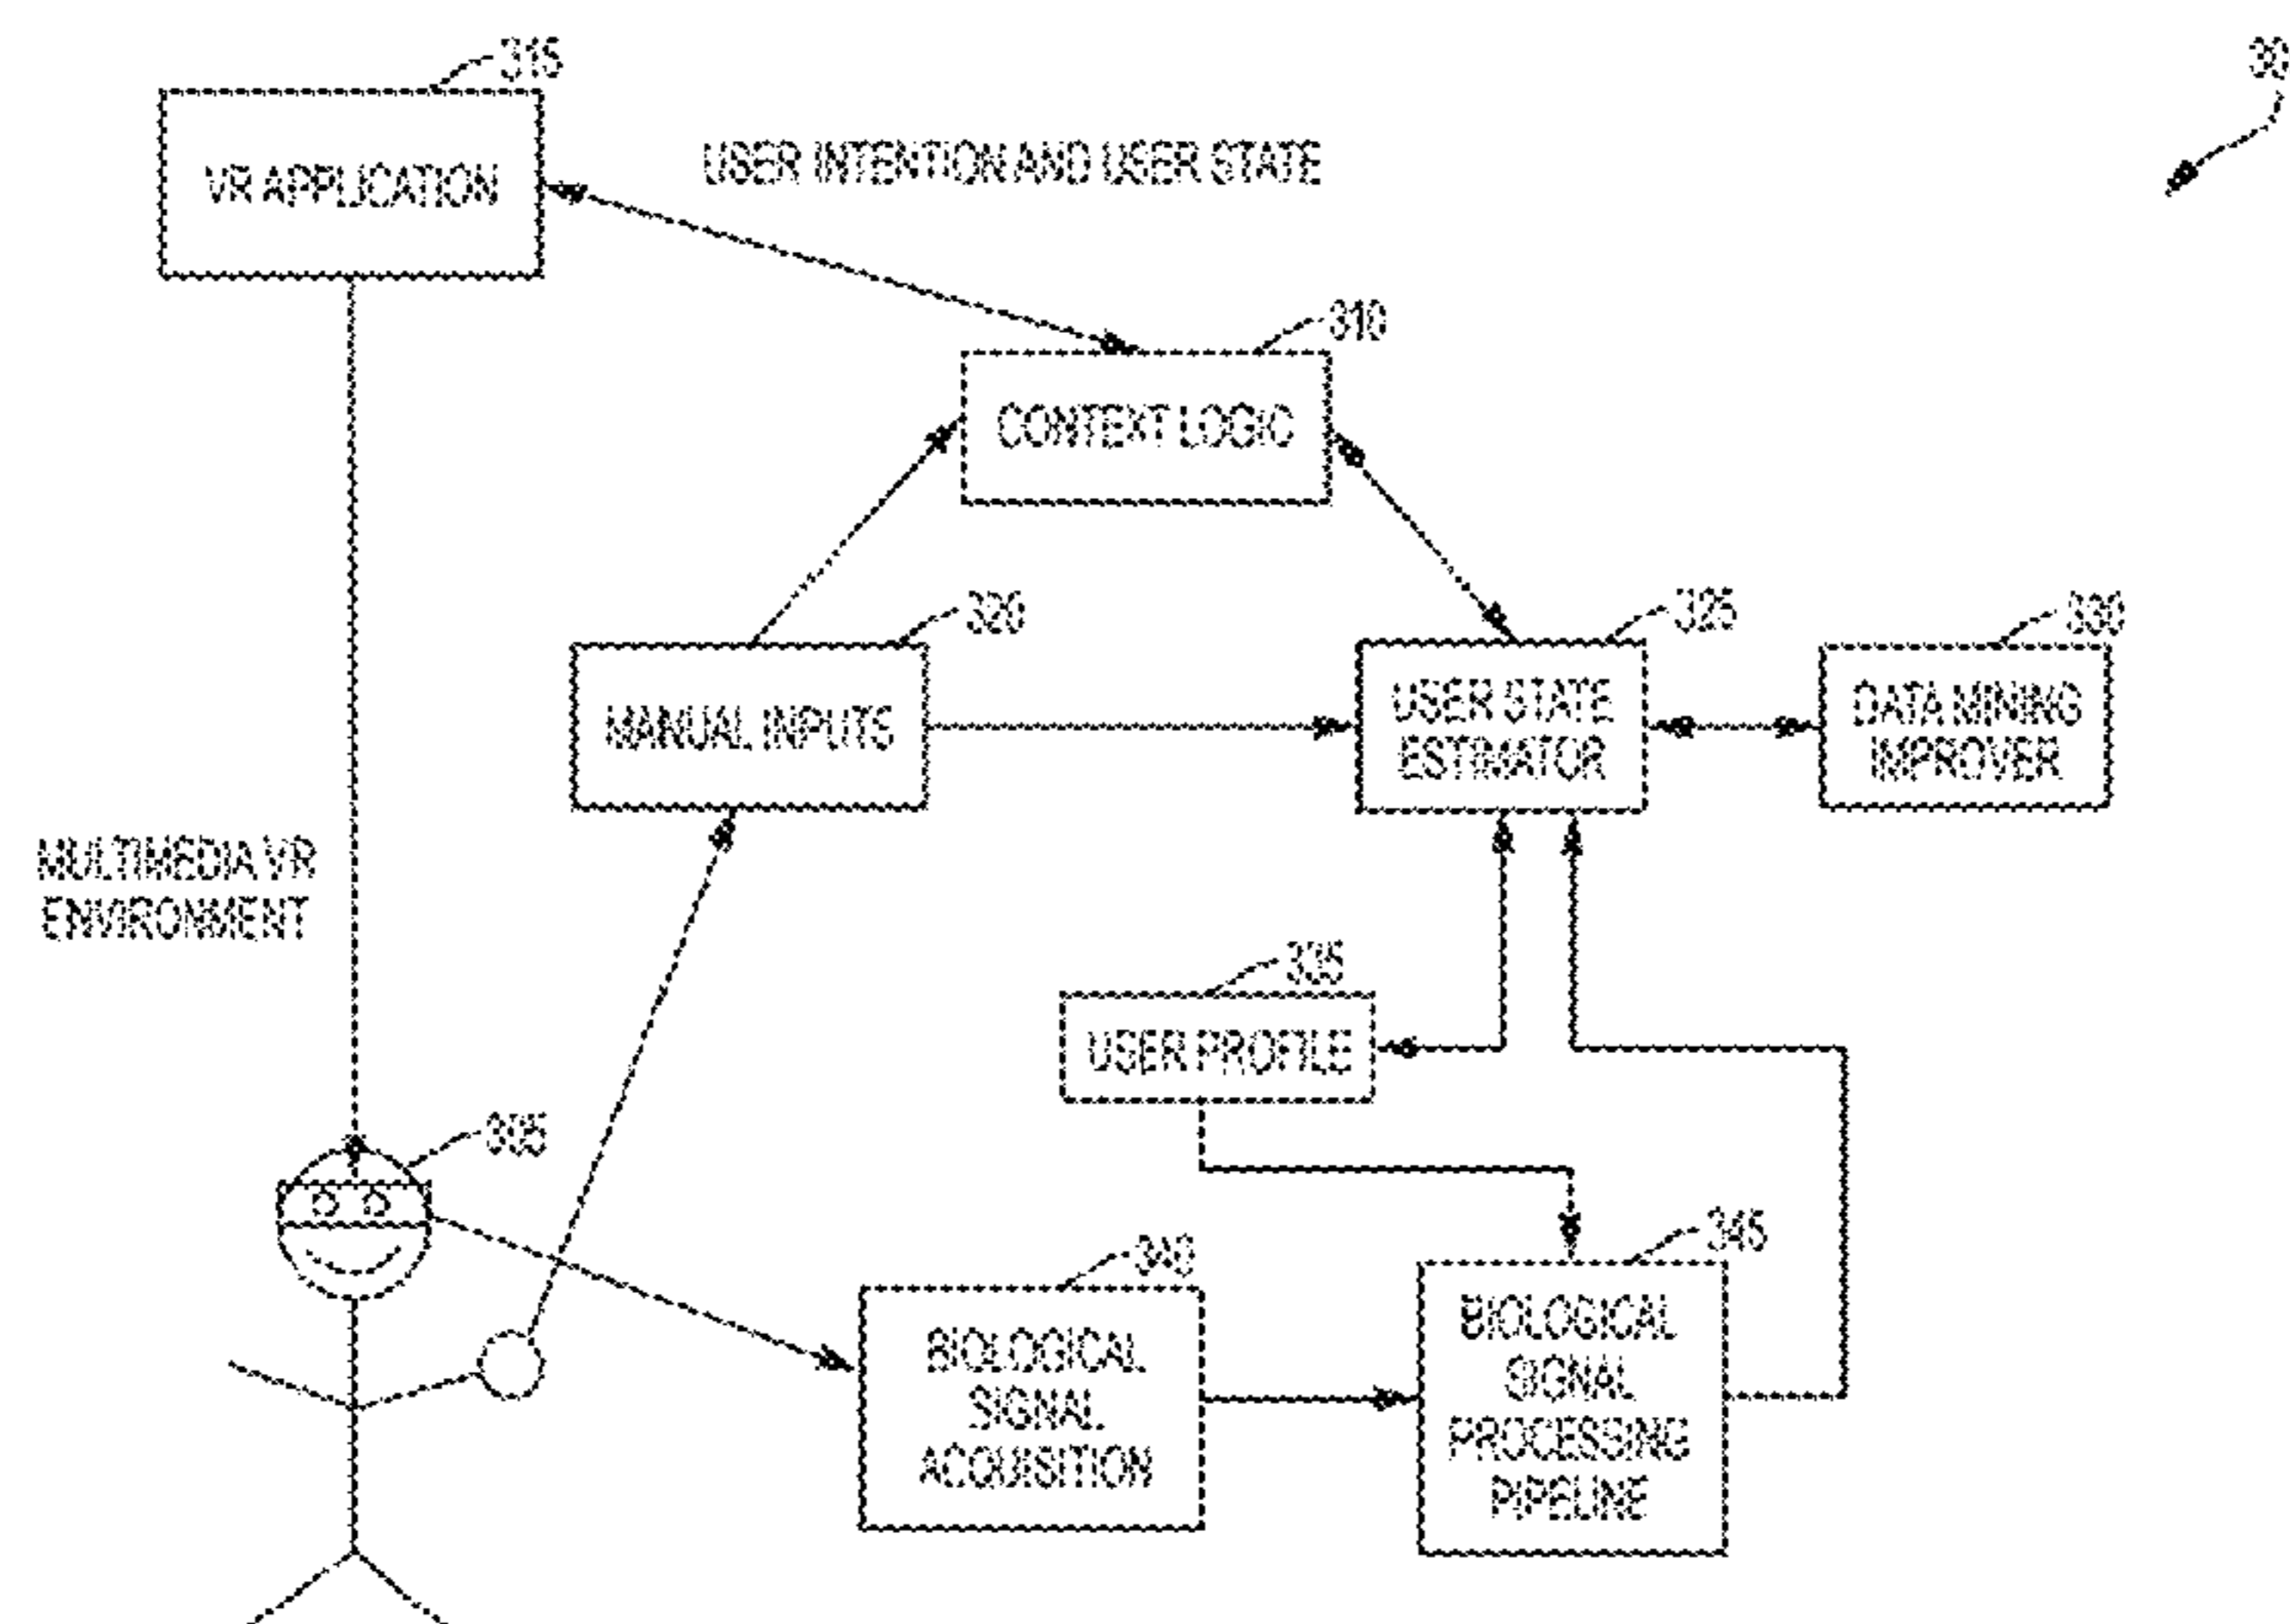 315
30
VR APPLICATION
USER INTENTION AND USER STATE
310
CONTEXT LOGIC
320
325
330
MANUAL INPUTS
USER STATE
ESTIMATOR
DATA MINING
IMPROVER
MULTIMEDIA VR
ENVIRONMENT
335
USER PROFILE
305
340
345
BIOLOGICAL
SIGNAL
ACQUISITION
BIOLOGICAL
SIGNAL
PROCESSING
PIPELINE